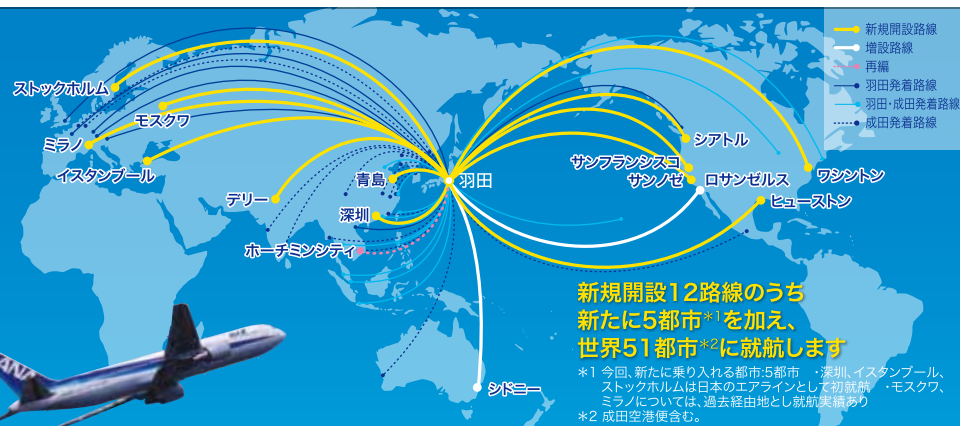 新規開設路線
増設路線
再編
羽田発着路線
羽田・成田発着路線
成田発着路線
ストックホルム
モスクワ
ミラノ
イスタンブール
デリー
青島
深圳
ホーチミンシティ
羽田
シアトル
サンフランシスコ
サンノゼ
ロサンゼルス
ワシントン
ヒューストン
シドニー
新規開設12路線のうち
新たに5都市*1を加え、
世界51都市*2に就航します
*1 今回、新たに乗り入れる都市:5都市 ・深圳、イスタンブール、
ストックホルムは日本のエアラインとして初就航 ・モスクワ、
ミラノについては、過去経由地とし就航実績あり
*2 成田空港便含む。
ANA